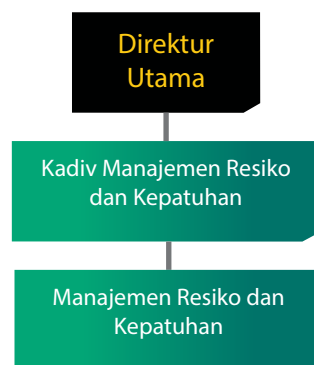 Direktur
Utama
Kadiv Manajemen Resiko
dan Kepatuhan
Manajemen Resiko dan
Kepatuhan